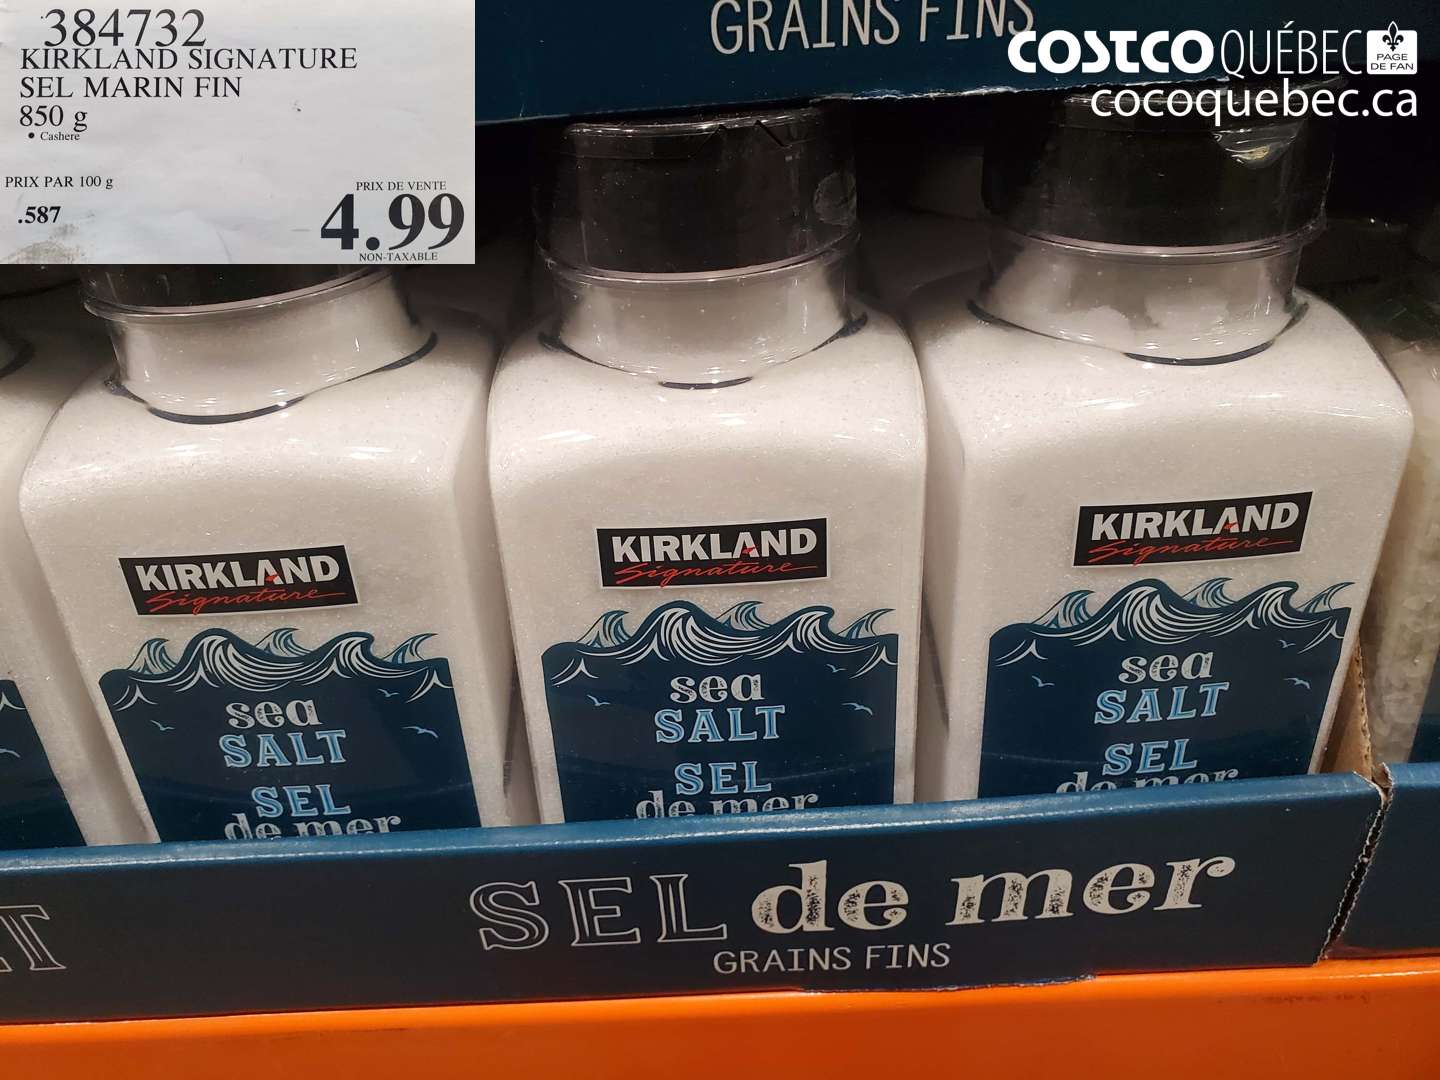 384732
KIRKLAND SIGNATURE
SEL MARIN FIN
850 g
• Cashere
PRIX PAR 100 g
.587
PRIX DE VENTE
4.99
NON-TAXABLE
GRAINS FINS
COSTCO QUÉBEC
PAGE
DE FAN
cocoquebec.ca
KIRKLAND
Signature
sea
SALT
SEL
de mer
KIRKLAND
Signature
sea
SALT
SEL
de mer
KIRKLAND
Signature
sea
SALT
SEL
de mer
SEL de mer
GRAINS FINS